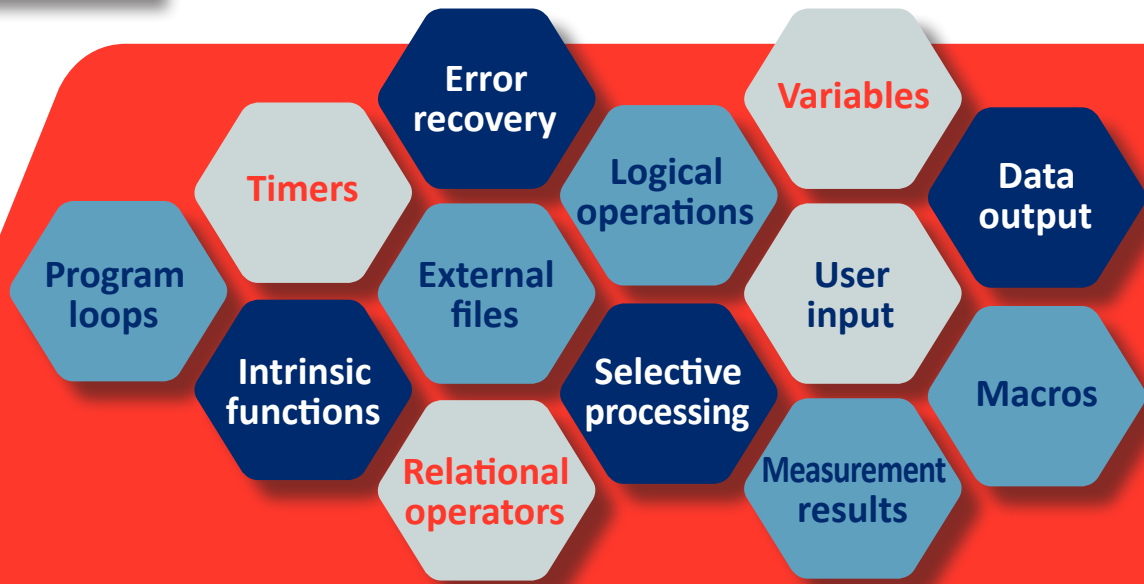 Error
recovery
Variables
Timers
Logical
operations
Data
output
Program
loops
External
files
User
input
Intrinsic
functions
Selective
processing
Macros
Relational
operators
Measurement
results